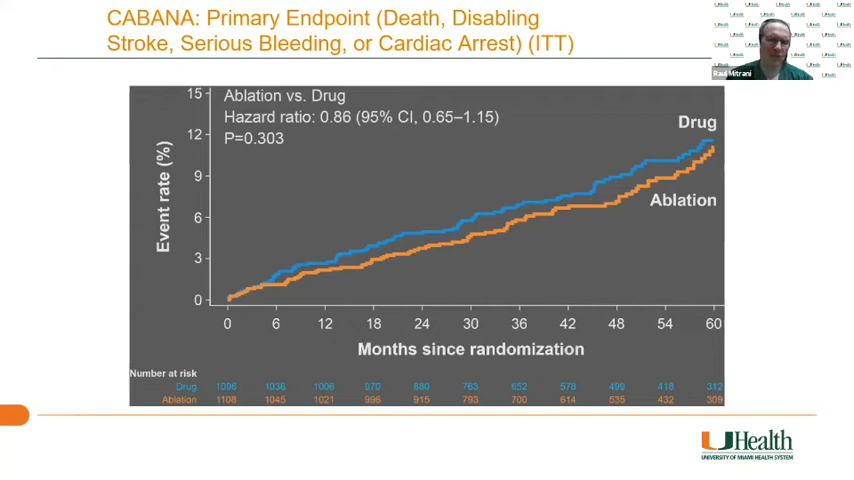 CABANA: Primary Endpoint (Death, Disabling
Stroke, Serious Bleeding, or Cardiac Arrest) (ITT)
Raul Mitrani
Ablation vs. Drug
Hazard ratio: 0.86 (95% CI, 0.65–1.15)
P=0.303
Drug
Ablation
Event rate (%)
15
12
9
6
3
0
0 6 12 18 24 30 36 42 48 54 60
Months since randomization
Number at risk
Drug 1096 1036 1006 970 880 763 652 578 499 418 312
Ablation 1108 1045 1021 996 915 793 700 614 535 432 309
UHealth
UNIVERSITY OF MIAMI HEALTH SYSTEM